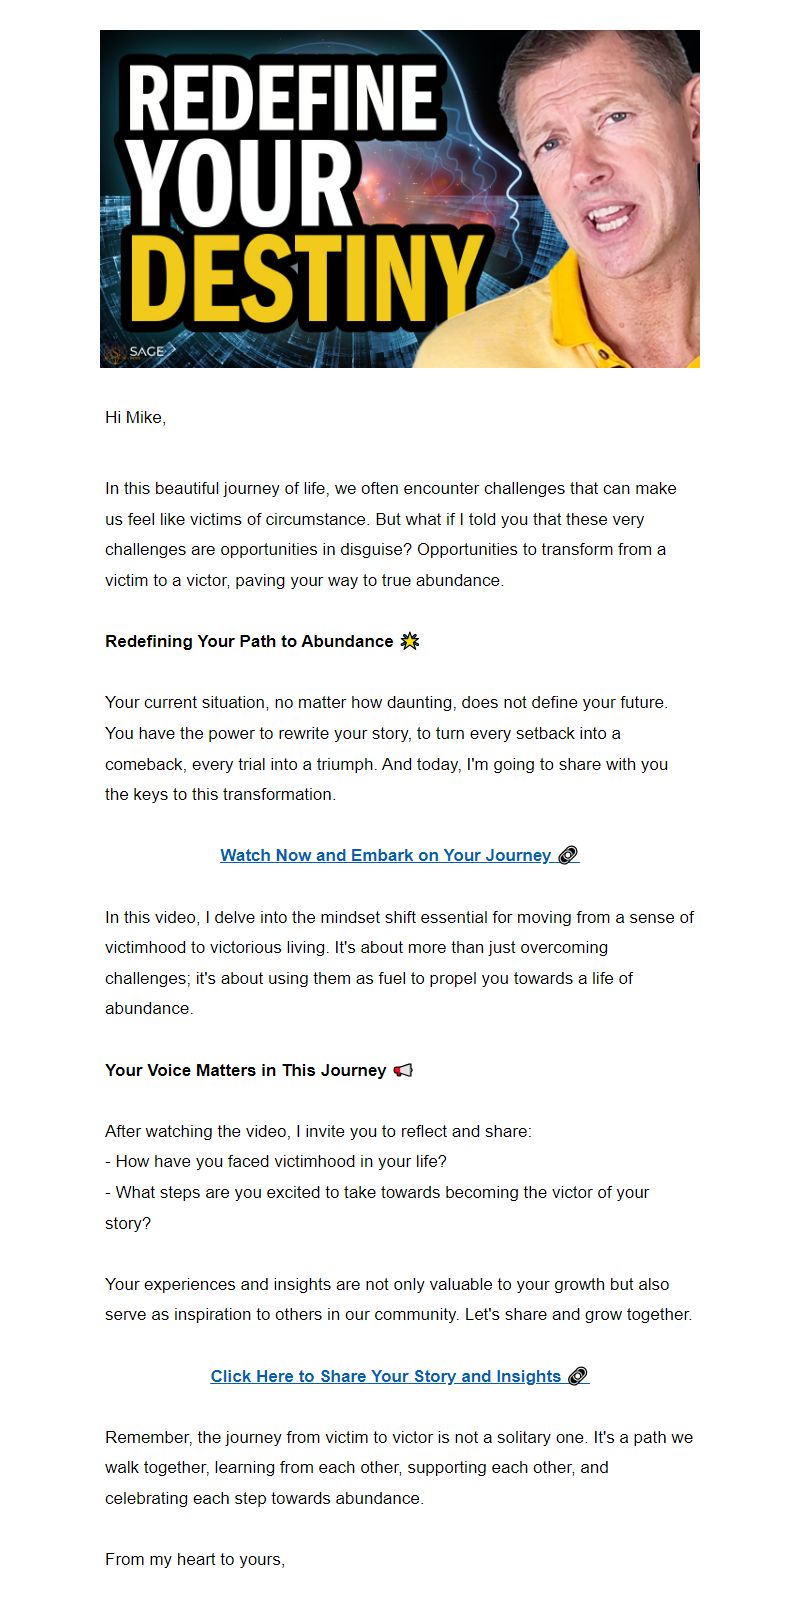 REDEFINE
YOUR
DESTINY
SAGE
Hi Mike,
In this beautiful journey of life, we often encounter challenges that can make
us feel like victims of circumstance. But what if I told you that these very
challenges are opportunities in disguise? Opportunities to transform from a
victim to a victor, paving your way to true abundance.
Redefining Your Path to Abundance 🌟
Your current situation, no matter how daunting, does not define your future.
You have the power to rewrite your story, to turn every setback into a
comeback, every trial into a triumph. And today, I'm going to share with you
the keys to this transformation.
Watch Now and Embark on Your Journey 🔗
In this video, I delve into the mindset shift essential for moving from a sense of
victimhood to victorious living. It's about more than just overcoming
challenges; it's about using them as fuel to propel you towards a life of
abundance.
Your Voice Matters in This Journey 📢
After watching the video, I invite you to reflect and share:
- How have you faced victimhood in your life?
- What steps are you excited to take towards becoming the victor of your
story?
Your experiences and insights are not only valuable to your growth but also
serve as inspiration to others in our community. Let's share and grow together.
Click Here to Share Your Story and Insights 🔗
Remember, the journey from victim to victor is not a solitary one. It's a path we
walk together, learning from each other, supporting each other, and
celebrating each step towards abundance.
From my heart to yours,